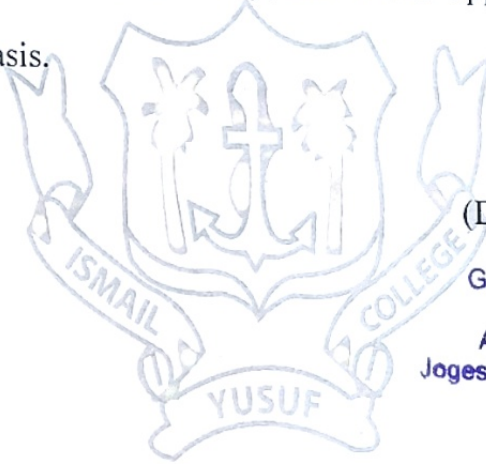 asis.
(D
G
ISMAIL
COLLEGE
A
Joges
YUSUF